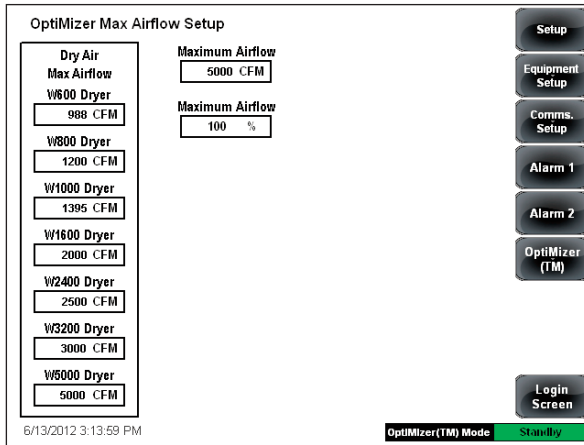 OptiMizer Max Airflow Setup
Dry Air
Max Airflow
W600 Dryer
988 CFM
W800 Dryer
1200 CFM
W1000 Dryer
1395 CFM
W1600 Dryer
2000 CFM
W2400 Dryer
2500 CFM
W3200 Dryer
3000 CFM
W5000 Dryer
5000 CFM
Maximum Airflow
5000 CFM
Maximum Airflow
100 %
Setup
Equipment
Setup
Comms.
Setup
Alarm 1
Alarm 2
OptiMizer
(TM)
Login
Screen
6/13/2012 3:13:59 PM
OptiMizer(TM) Mode
Standby